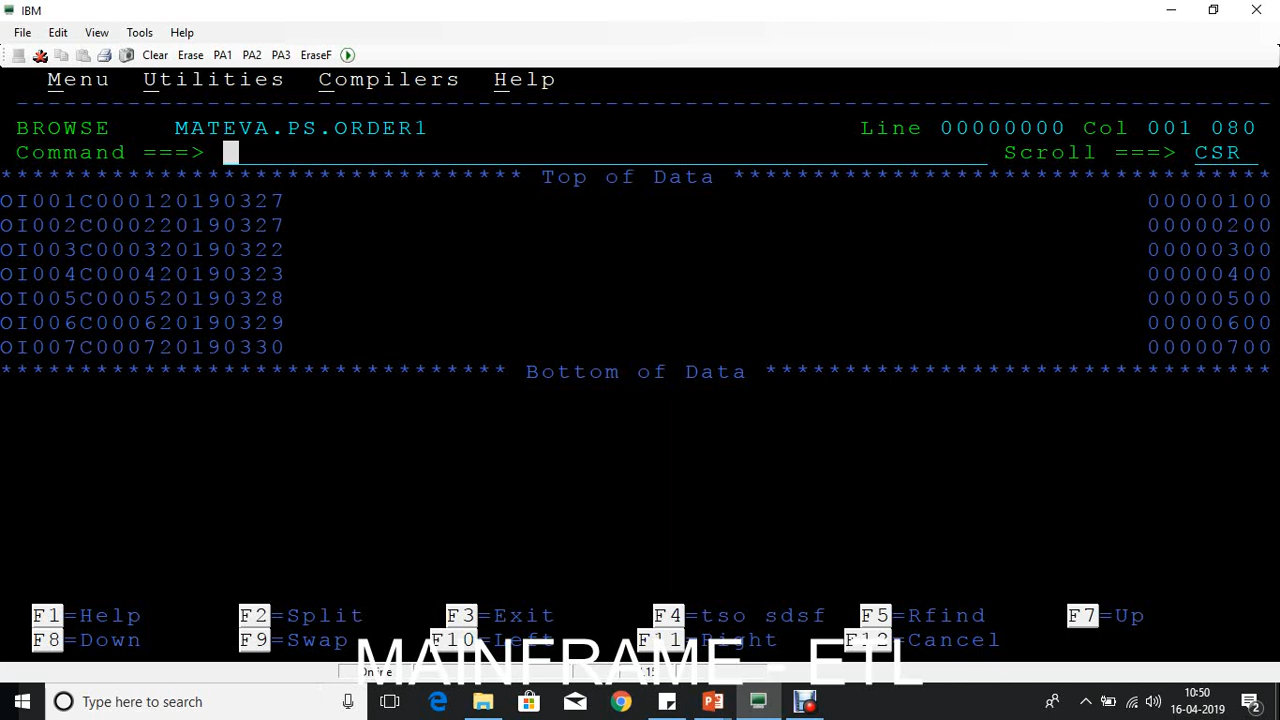 IBM
File Edit View Tools Help
Clear Erase PA1 PA2 PA3 EraseF
Menu Utilities Compilers Help
--------------------------------------------------------------------------------
BROWSE MATEVA.PS.ORDER1 Line 00000000 Col 001 080
Command ===> Scroll ===> CSR
********************************* Top of Data **********************************
OI001C000120190327 00000100
OI002C000220190327 00000200
OI003C000320190322 00000300
OI004C000420190323 00000400
OI005C000520190328 00000500
OI006C000620190329 00000600
OI007C000720190330 00000700
******************************** Bottom of Data ********************************
F1=Help F2=Split F3=Exit F4=tso sdsf F5=Rfind F7=Up
F8=Down F9=Swap F10=Left F11=Right F12=Cancel
MAINFRAME - ETL
Online
Type here to search
10:50
16-04-2019
2